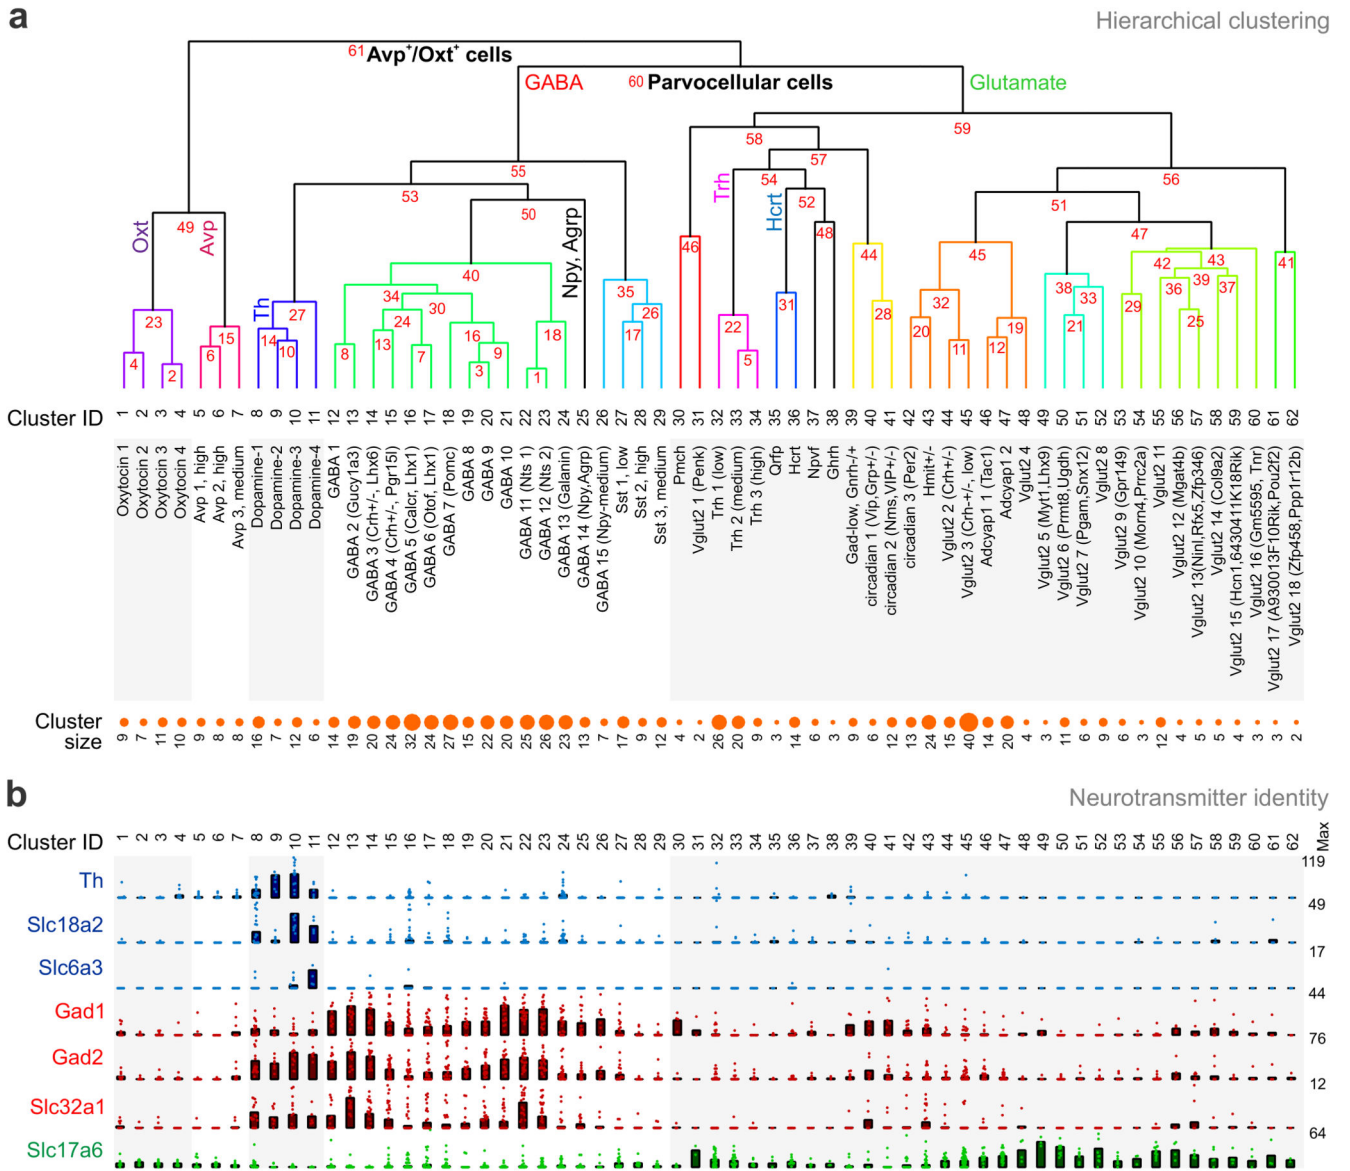 a
Hierarchical clustering
61 Avp+/Oxt+ cells
GABA
60 Parvocellular cells
Glutamate
59
58
57
55
56
54
53
52
51
50
Trh
Hcrt
Npy, Agrp
Oxt
49
Avp
48
47
46
45
44
43
42
41
40
39
38
37
36
35
34
33
32
31
30
29
28
27
Th
26
25
24
23
22
21
20
19
18
17
16
15
14
13
12
11
10
9
8
7
6
5
4
3
2
1
Cluster ID 1 2 3 4 5 6 7 8 9 10 11 12 13 14 15 16 17 18 19 20 21 22 23 24 25 26 27 28 29 30 31 32 33 34 35 36 37 38 39 40 41 42 43 44 45 46 47 48 49 50 51 52 53 54 55 56 57 58 59 60 61 62
Oxytocin 1
Oxytocin 2
Oxytocin 3
Oxytocin 4
Avp 1, high
Avp 2, high
Avp 3, medium
Dopamine-1
Dopamine-2
Dopamine-3
Dopamine-4
GABA 1
GABA 2 (Gucy1a3)
GABA 3 (Crh+/-, Lhx6)
GABA 4 (Crh+/-, Pgr15l)
GABA 5 (Calcr, Lhx1)
GABA 6 (Otof, Lhx1)
GABA 7 (Pomc)
GABA 8
GABA 9
GABA 10
GABA 11 (Nts 1)
GABA 12 (Nts 2)
GABA 13 (Galanin)
GABA 14 (Npy,Agrp)
GABA 15 (Npy-medium)
Sst 1, low
Sst 2, high
Sst 3, medium
Pmch
Vglut2 1 (Penk)
Trh 1 (low)
Trh 2 (medium)
Trh 3 (high)
Qrfp
Hcrt
Npvf
Ghrh
Gad-low, Gnrh-/+
circadian 1 (Vip,Grp+/-)
circadian 2 (Nms,VIP+/-)
circadian 3 (Per2)
Hmit+/-
Vglut2 2 (Crh+/-)
Vglut2 3 (Crh+/-, low)
Adcyap1 1 (Tac1)
Adcyap1 2
Vglut2 4
Vglut2 5 (Myt1,Lhx9)
Vglut2 6 (Prmt8,Ugdh)
Vglut2 7 (Pgam,Snx12)
Vglut2 8
Vglut2 9 (Gpr149)
Vglut2 10 (Morn4,Prrc2a)
Vglut2 11
Vglut2 12 (Mgat4b)
Vglut2 13(Ninl,Rfx5,Zfp346)
Vglut2 14 (Col9a2)
Vglut2 15 (Hcn1,6430411K18Rik)
Vglut2 16 (Gm5595, Tnr)
Vglut2 17 (A930013F10Rik,Pou2f2)
Vglut2 18 (Zfp458,Ppp1r12b)
Cluster
size
9 7 11 10 9 8 8 16 7 12 6 14 19 20 24 32 24 27 15 22 20 25 26 23 13 7 17 9 12 4 2 26 20 9 3 14 6 3 9 6 12 13 24 15 40 14 20 4 3 11 6 9 5 4 12 4 5 5 4 3 3 2
b
Neurotransmitter identity
Cluster ID 1 2 3 4 5 6 7 8 9 10 11 12 13 14 15 16 17 18 19 20 21 22 23 24 25 26 27 28 29 30 31 32 33 34 35 36 37 38 39 40 41 42 43 44 45 46 47 48 49 50 51 52 53 54 55 56 57 58 59 60 61 62 Max
Th 119
Slc18a2 49
Slc6a3 17
Gad1 44
Gad2 76
Slc32a1 12
Slc17a6 64